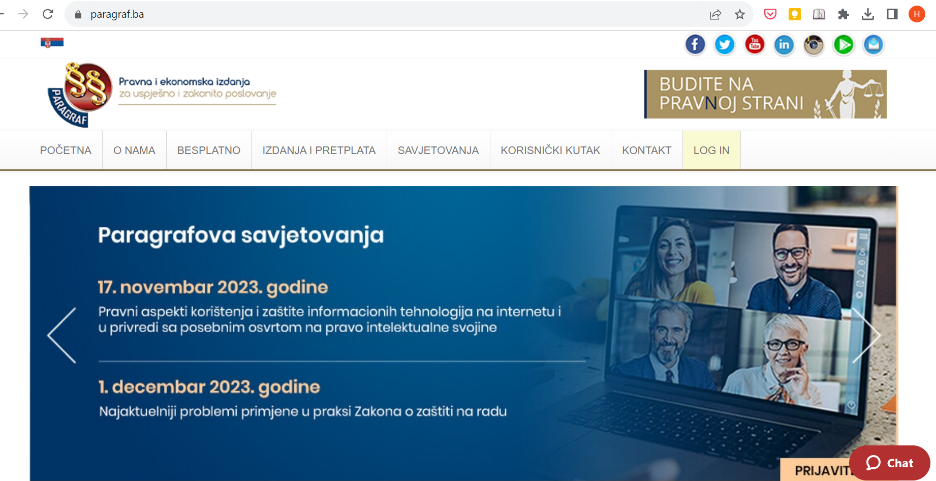 paragraf.ba
H
You
Tube
§§
PARAGRAF
Pravna i ekonomska izdanja
za uspješno i zakonito poslovanje
BUDITE NA
PRAVNOJ STRANI
POČETNA
O NAMA
BESPLATNO
IZDANJA I PRETPLATA
SAVJETOVANJA
KORISNIČKI KUTAK
KONTAKT
LOG IN
Paragrafova savjetovanja
17. novembar 2023. godine
Pravni aspekti korištenja i zaštite informacionih tehnologija na internetu i
u privredi sa posebnim osvrtom na pravo intelektualne svojine
1. decembar 2023. godine
Najaktuelniji problemi primjene u praksi Zakona o zaštiti na radu
Chat